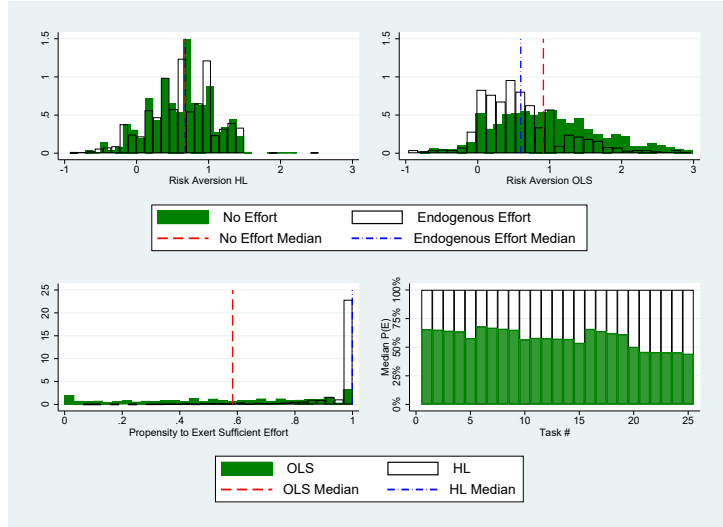 1.5
1
.5
0
-1 0 1 2 3
Risk Aversion HL
1.5
1
.5
0
-1 0 1 2 3
Risk Aversion OLS
No Effort Endogenous Effort
No Effort Median Endogenous Effort Median
25
20
15
10
5
0
0 .2 .4 .6 .8 1
Propensity to Exert Sufficient Effort
Median P(E)
100%
75%
50%
25%
0%
0 5 10 15 20 25
Task #
OLS HL
OLS Median HL Median